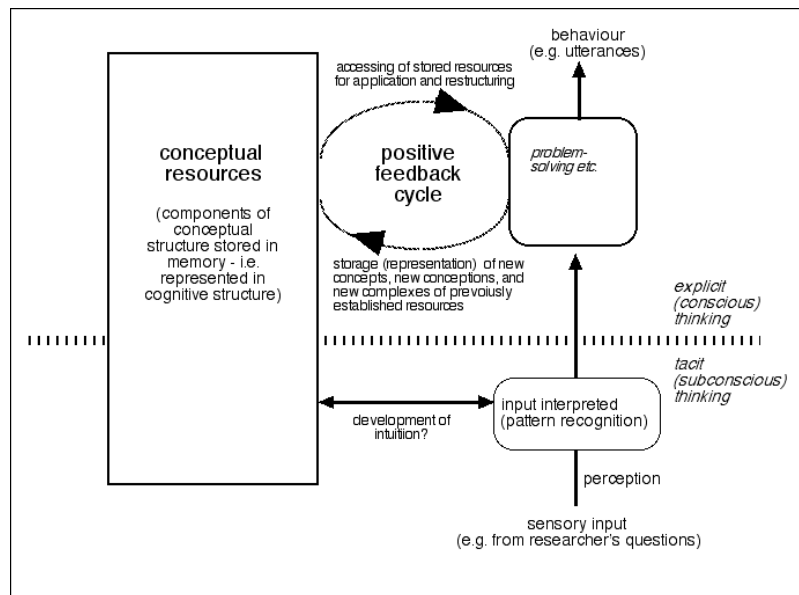 behaviour
(e.g. utterances)
accessing of stored resources
for application and restructuring
conceptual
resources
(components of
conceptual
structure stored in
memory - i.e.
represented in
cognitive structure)
positive
feedback
cycle
problem-
solving etc.
storage (representation) of new
concepts, new conceptions, and
new complexes of prevoiusly
established resources
explicit
(conscious)
thinking
tacit
(subconscious)
thinking
input interpreted
(pattern recognition)
development of
intuition?
perception
sensory input
(e.g. from researcher's questions)